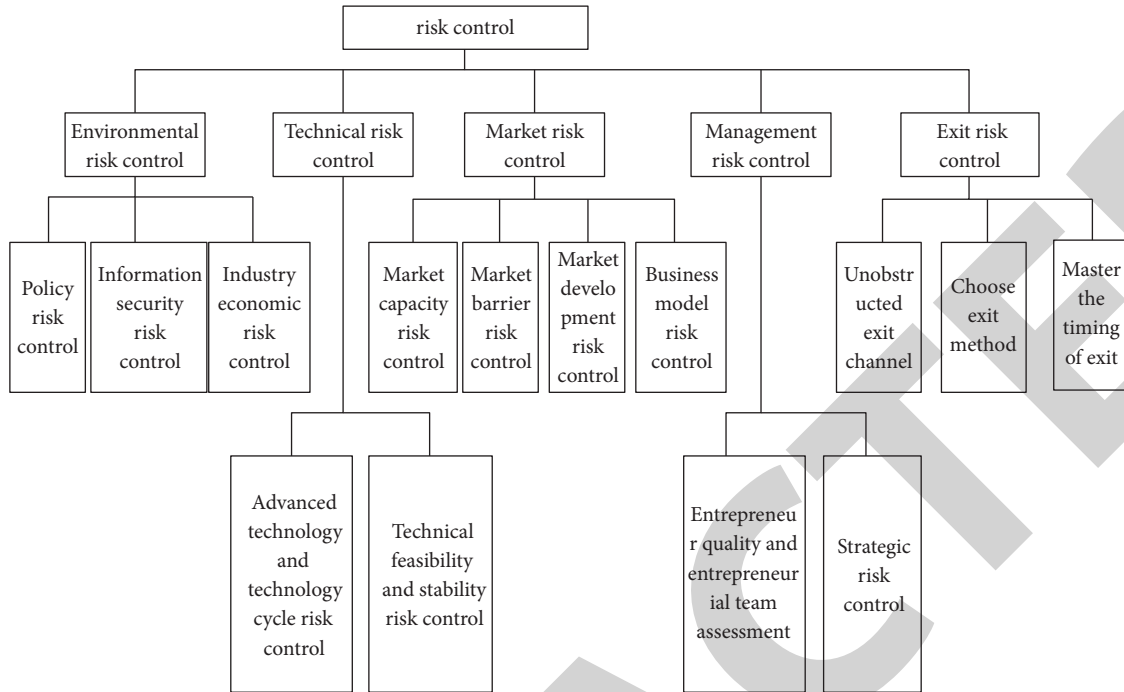 risk control
Environmental
risk control
Technical risk
control
Market risk
control
Management
risk control
Exit risk
control
Policy
risk
control
Information
security
risk
control
Industry
economic
risk
control
Market
capacity
risk
control
Market
barrier
risk
control
Market
develo
pment
risk
control
Business
model
risk
control
Unobstr
ucted
exit
channel
Choose
exit
method
Master
the
timing
of exit
Advanced
technology
and
technology
cycle risk
control
Technical
feasibility
and stability
risk control
Entrepreneu
r quality and
entrepreneur
ial team
assessment
Strategic
risk
control